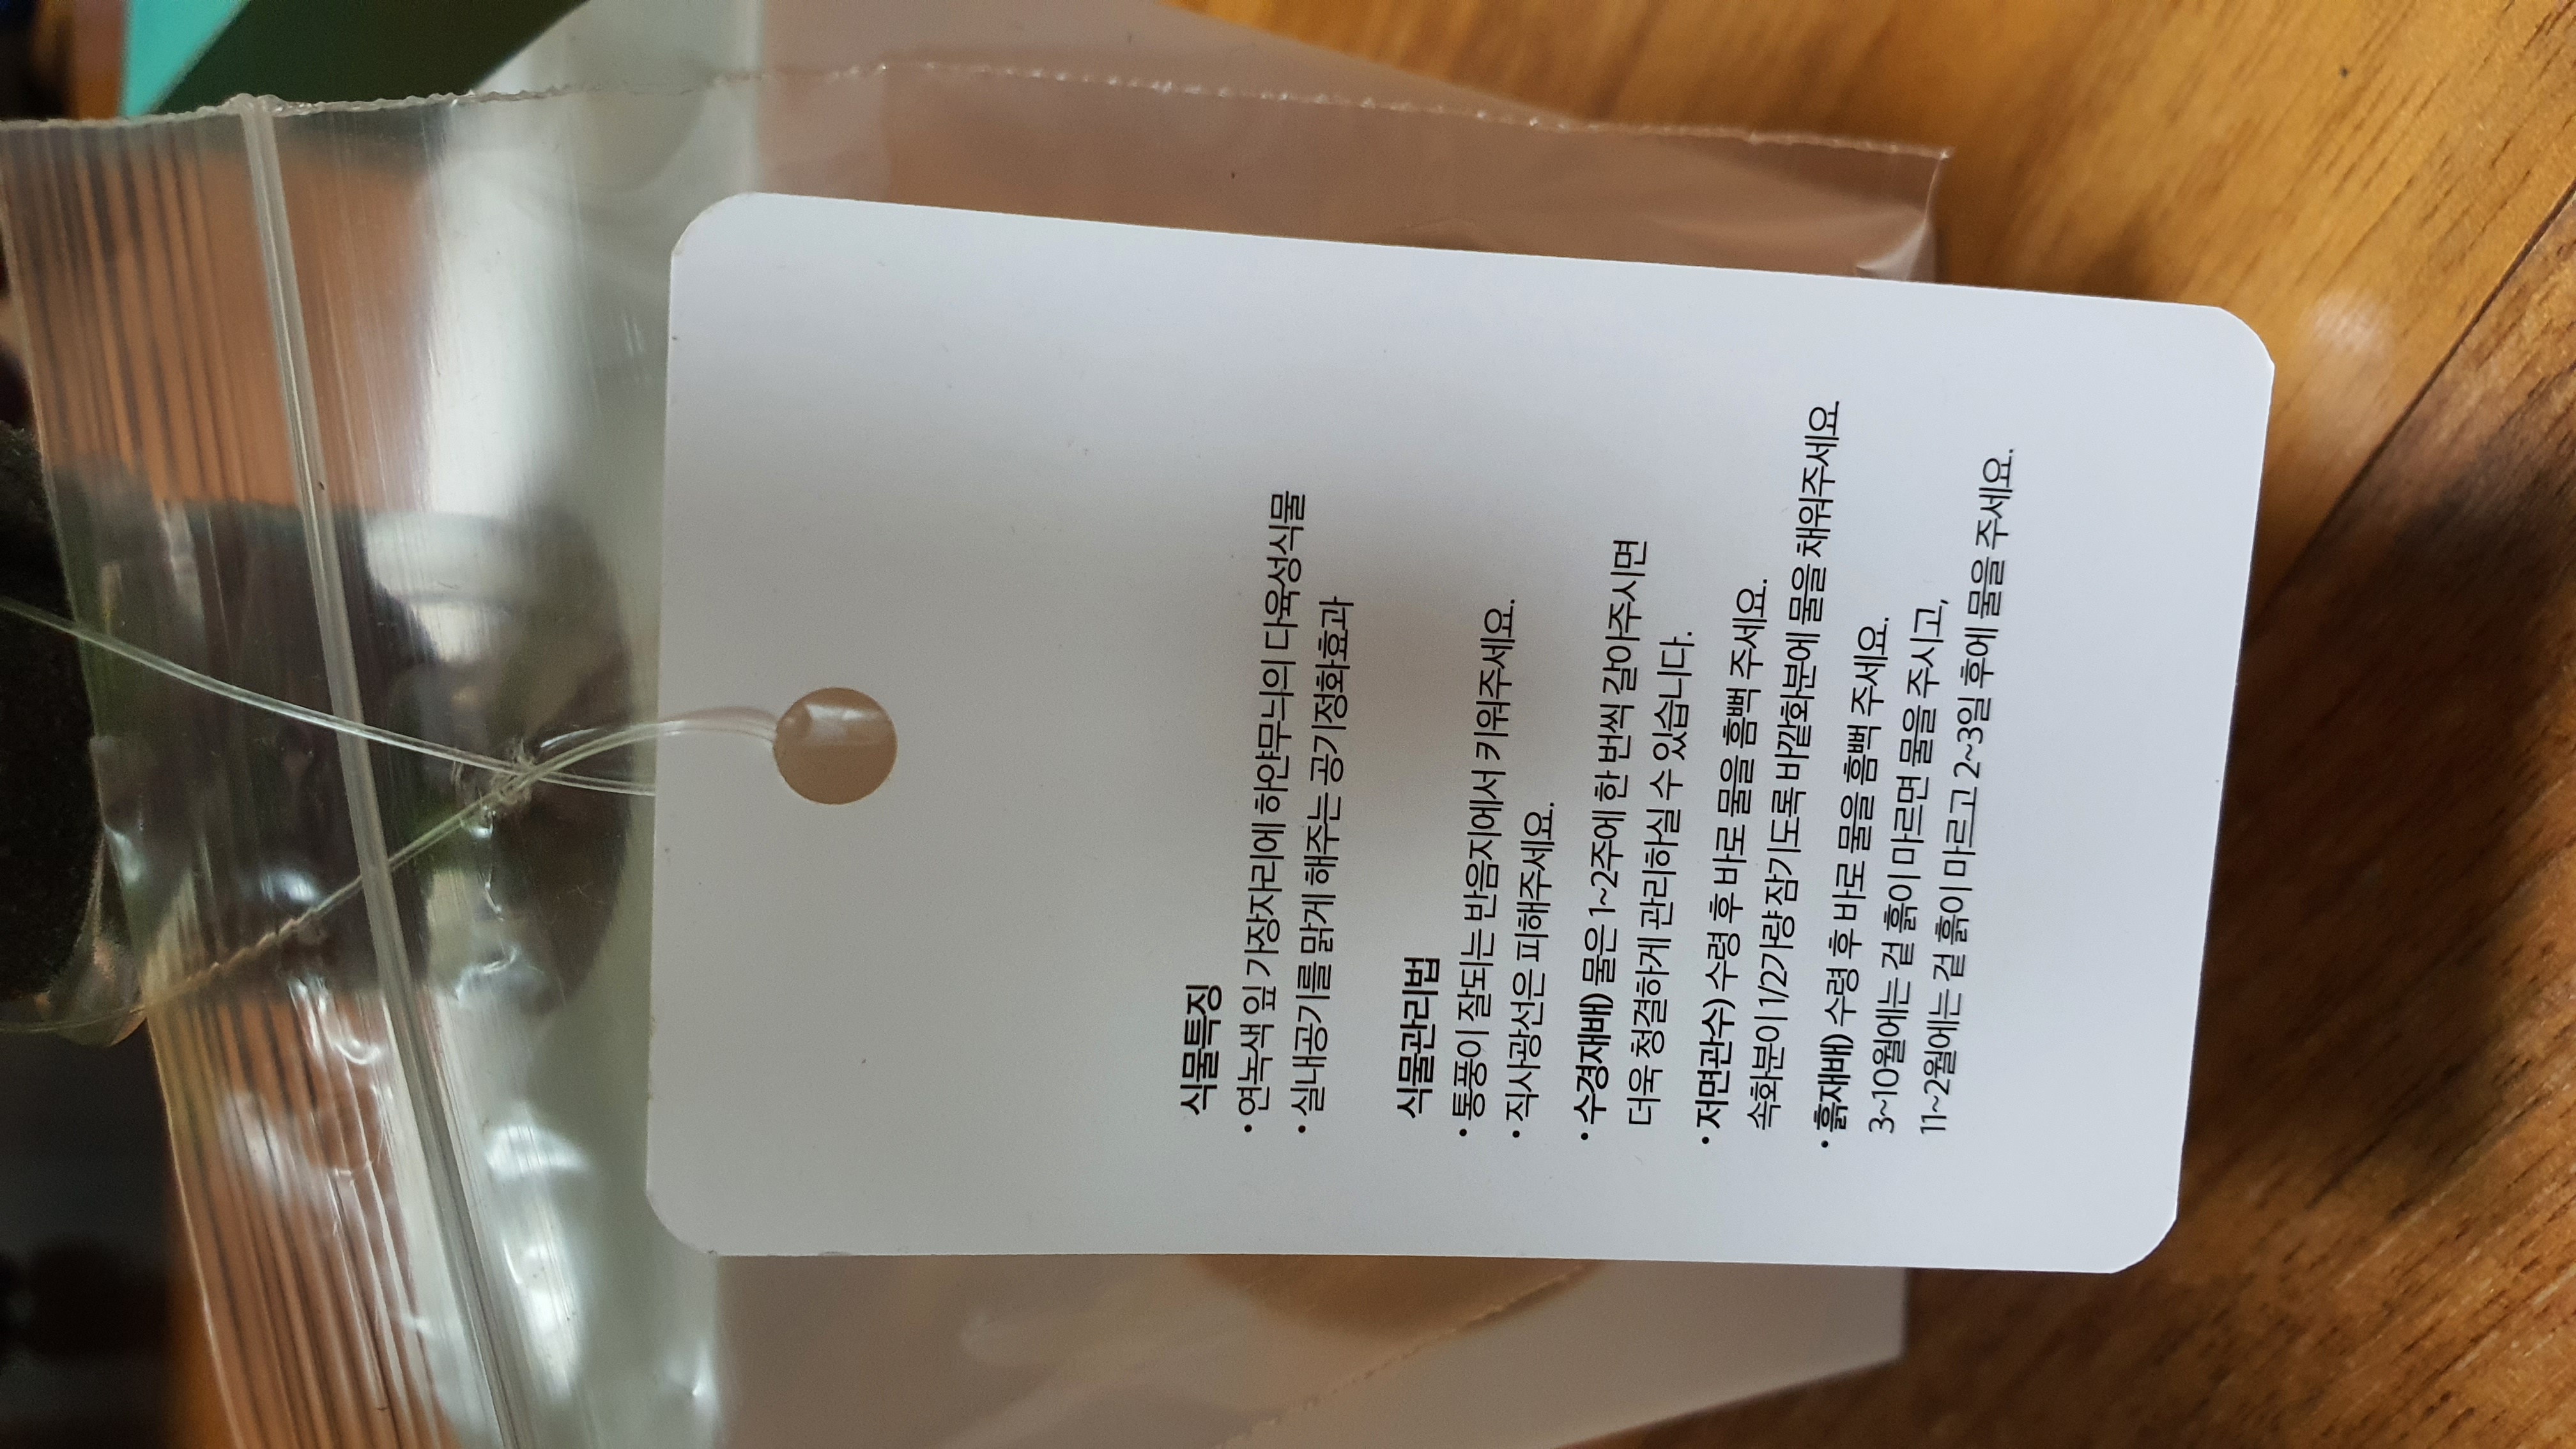 식물특징
• 연녹색 잎 가장자리에 하얀무늬의 다육성식물
• 실내공기를 맑게 해주는 공기정화효과
식물관리법
• 통풍이 잘되는 반음지에서 키워주세요.
• 직사광선은 피해주세요.
• 수경재배) 물은 1~2주에 한 번씩 갈아주시면
더욱 청결하게 관리하실 수 있습니다.
• 저면관수) 수령 후 바로 물을 흠뻑 주세요.
속화분이 1/2가량 잠기도록 바깥화분에 물을 채워주세요.
• 흙재배) 수령 후 바로 물을 흠뻑 주세요.
3~10월에는 겉 흙이 마르면 물을 주시고,
11~2월에는 겉 흙이 마르고 2~3일 후에 물을 주세요.